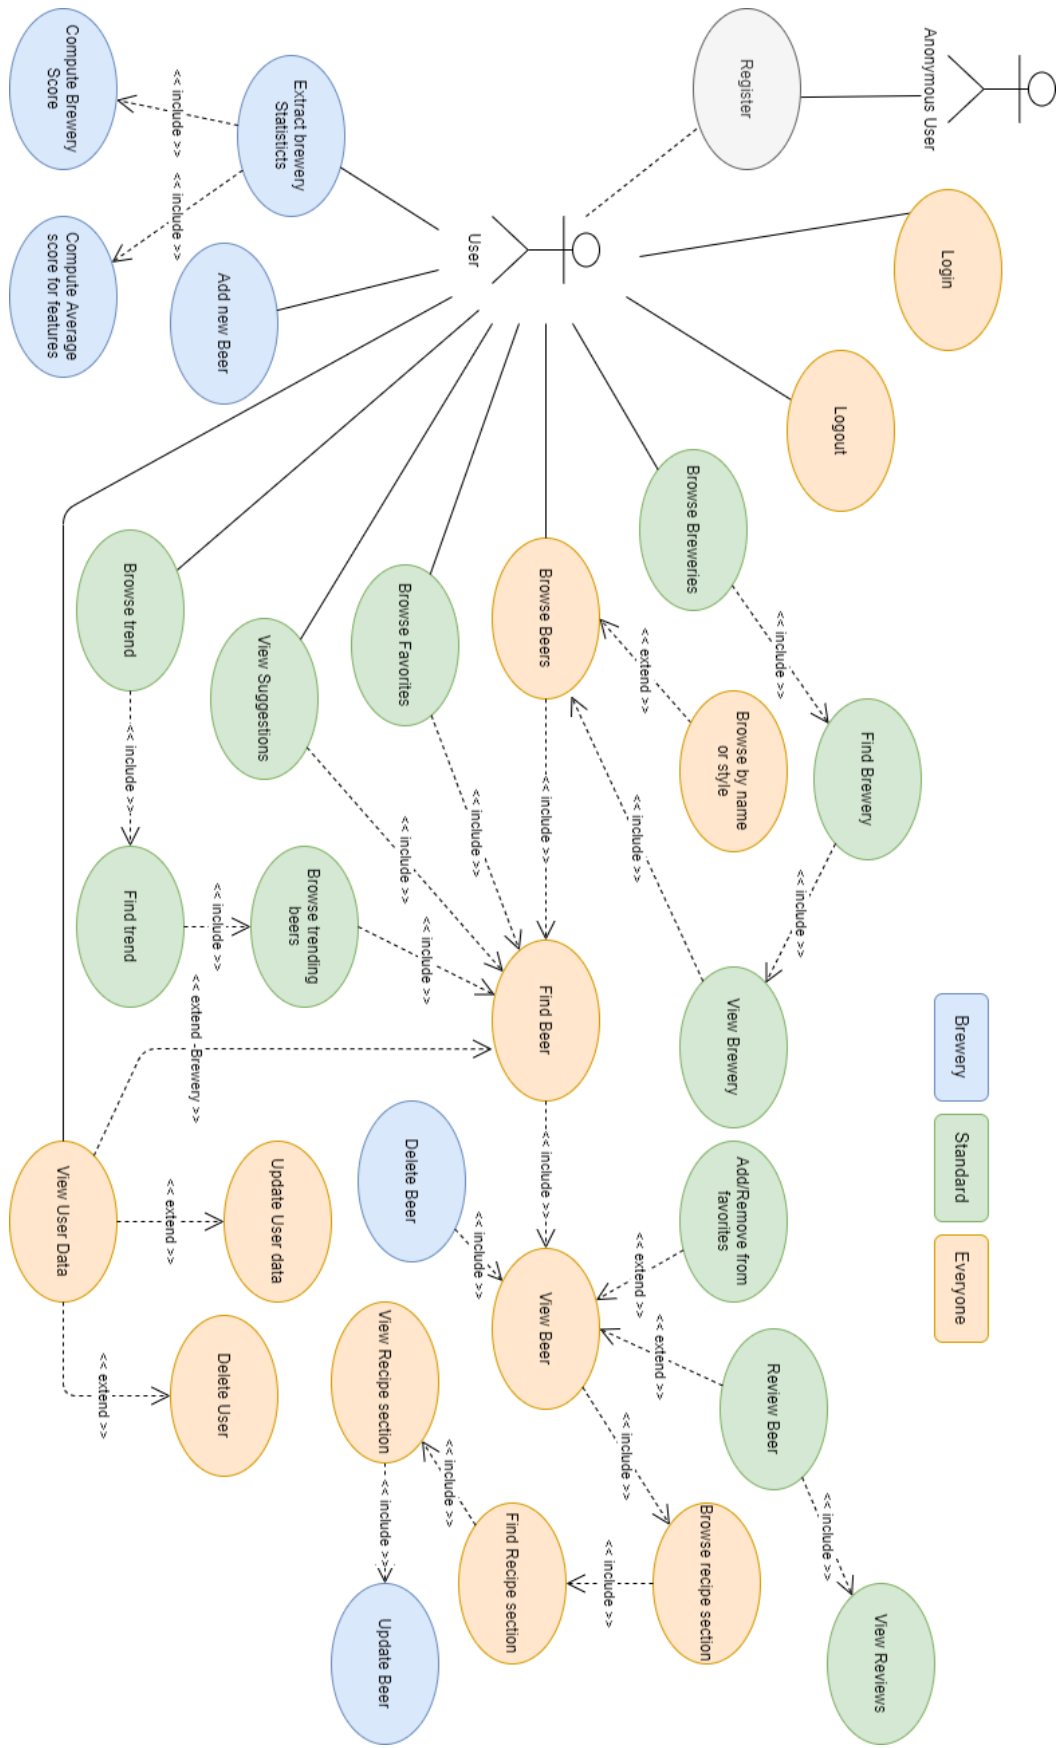 Anonymous User
Register
Login
Logout
User
Extract brewery
Statisticts
<< include >>
<< include >>
Compute Brewery
Score
Compute Average
score for features
Add new Beer
Browse Breweries
<< include >>
Find Brewery
<< include >>
View Brewery
<< include >>
Browse by name
or style
<< extend >>
Browse Beers
<< include >>
Browse Favorites
<< include >>
View Suggestions
<< include >>
Browse trend
<< include >>
Find trend
<< include >>
Browse trending
beers
<< include >>
Find Beer
<< include >>
<< extend -Brewery >>
View User Data
<< extend >>
Update User data
<< extend >>
Delete User
Delete Beer
<< include >>
View Beer
Add/Remove from
favorites
<< extend >>
<< extend >>
Review Beer
<< include >>
View Reviews
<< include >>
Browse recipe section
<< include >>
Find Recipe section
<< include >>
View Recipe section
<< include >>
Update Beer
Brewery
Standard
Everyone